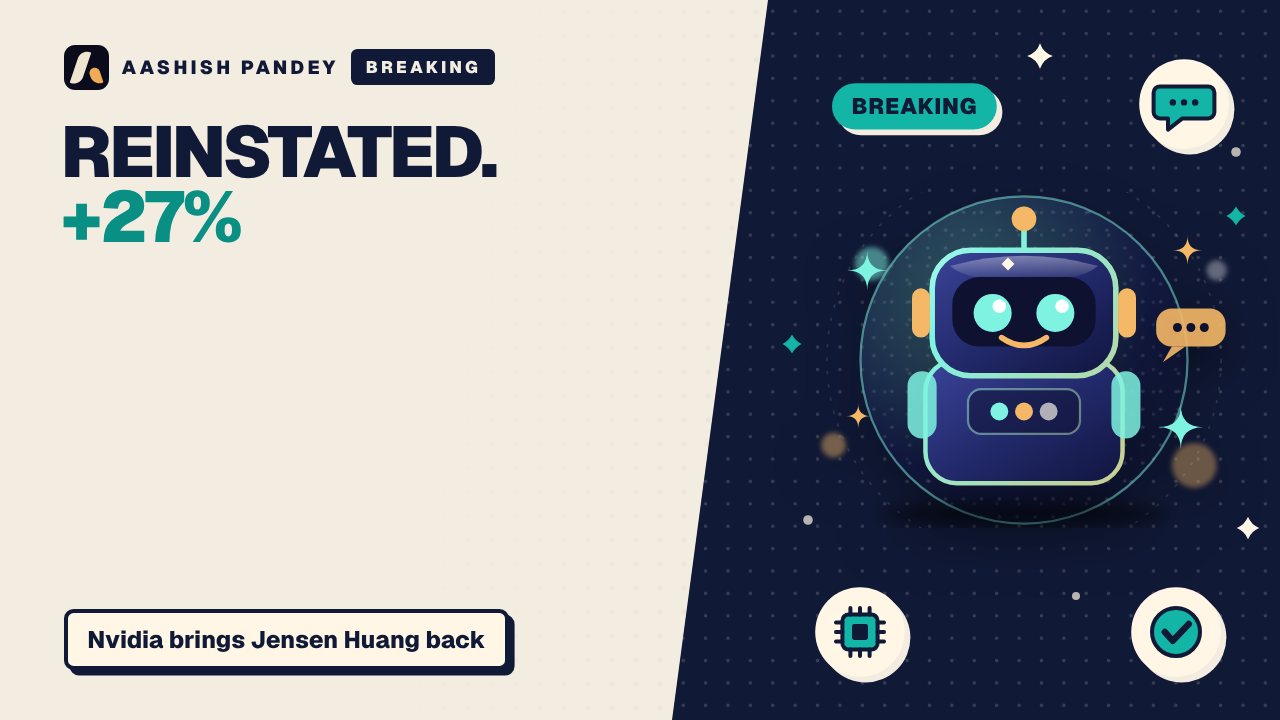 AASHISH PANDEY
BREAKING
REINSTATED.
+27%
Nvidia brings Jensen Huang back
BREAKING